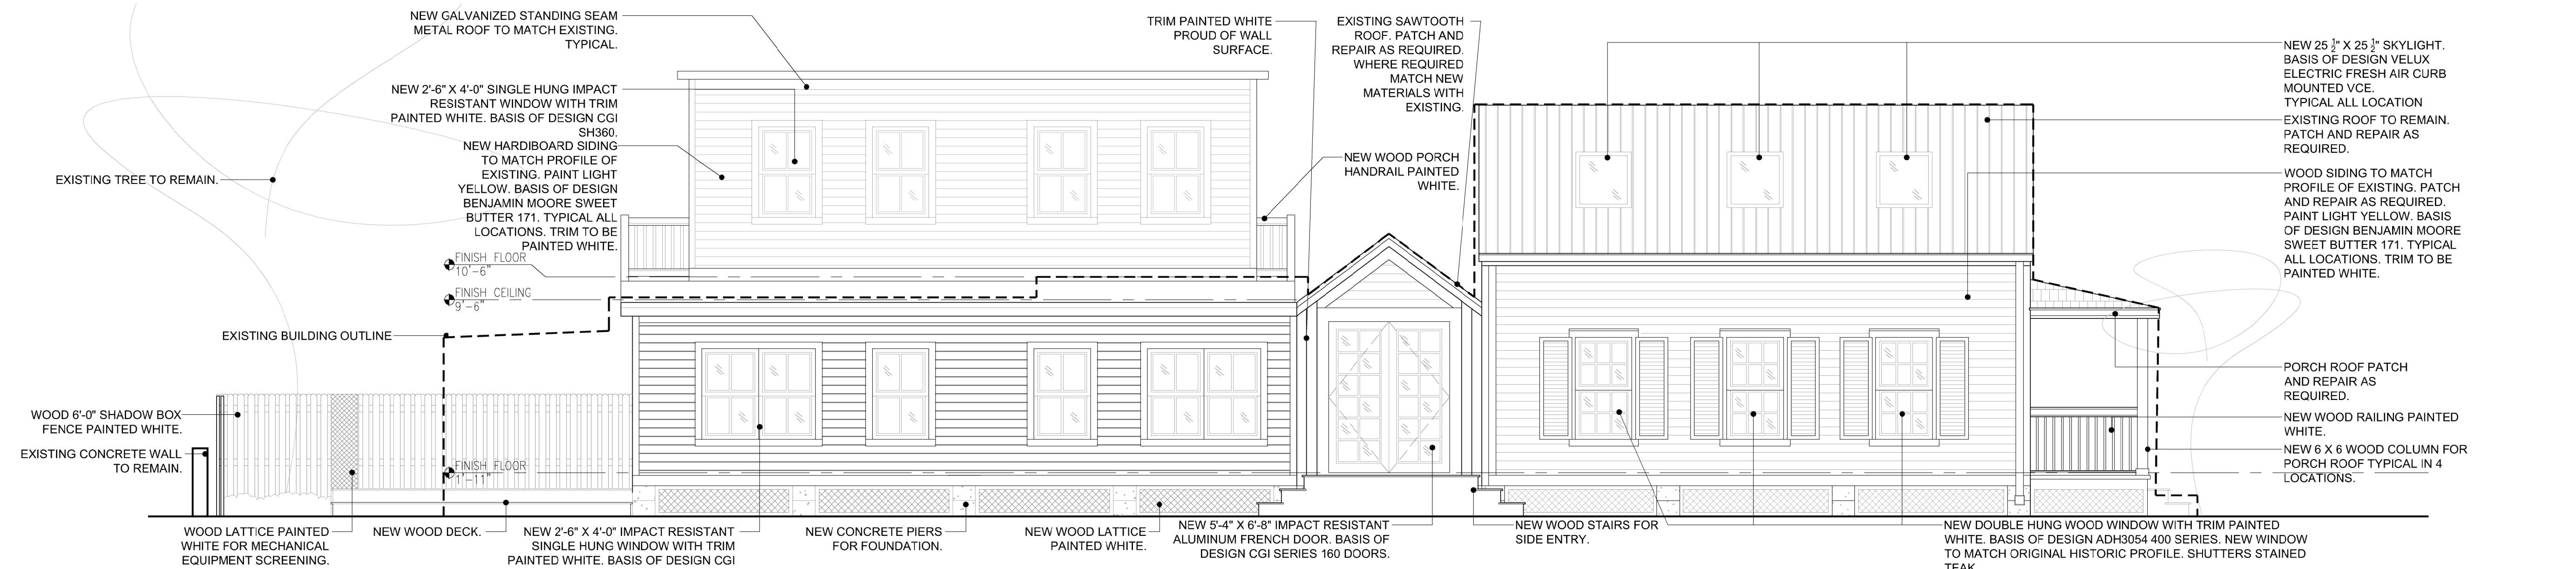 NEW GALVANIZED STANDING SEAM
METAL ROOF TO MATCH EXISTING.
TYPICAL.
NEW 2'-6" X 4'-0" SINGLE HUNG IMPACT
RESISTANT WINDOW WITH TRIM
PAINTED WHITE. BASIS OF DESIGN CGI
SH360.
NEW HARDIBOARD SIDING
TO MATCH PROFILE OF
EXISTING. PAINT LIGHT
YELLOW. BASIS OF DESIGN
BENJAMIN MOORE SWEET
BUTTER 171. TYPICAL ALL
LOCATIONS. TRIM TO BE
PAINTED WHITE.
EXISTING TREE TO REMAIN.
FINISH FLOOR
10'-6"
FINISH CEILING
9'-6"
EXISTING BUILDING OUTLINE
WOOD 6'-0" SHADOW BOX
FENCE PAINTED WHITE.
EXISTING CONCRETE WALL
TO REMAIN.
FINISH FLOOR
1'-11"
WOOD LATTICE PAINTED
WHITE FOR MECHANICAL
EQUIPMENT SCREENING.
NEW WOOD DECK.
NEW 2'-6" X 4'-0" IMPACT RESISTANT
SINGLE HUNG WINDOW WITH TRIM
PAINTED WHITE. BASIS OF DESIGN CGI
NEW CONCRETE PIERS
FOR FOUNDATION.
NEW WOOD LATTICE
PAINTED WHITE.
NEW 5'-4" X 6'-8" IMPACT RESISTANT
ALUMINUM FRENCH DOOR. BASIS OF
DESIGN CGI SERIES 160 DOORS.
NEW WOOD STAIRS FOR
SIDE ENTRY.
NEW DOUBLE HUNG WOOD WINDOW WITH TRIM PAINTED
WHITE. BASIS OF DESIGN ADH3054 400 SERIES. NEW WINDOW
TO MATCH ORIGINAL HISTORIC PROFILE. SHUTTERS STAINED
TEAK
TRIM PAINTED WHITE
PROUD OF WALL
SURFACE.
EXISTING SAWTOOTH
ROOF. PATCH AND
REPAIR AS REQUIRED.
WHERE REQUIRED
MATCH NEW
MATERIALS WITH
EXISTING.
NEW WOOD PORCH
HANDRAIL PAINTED
WHITE.
NEW 25 1/2" X 25 1/2" SKYLIGHT.
BASIS OF DESIGN VELUX
ELECTRIC FRESH AIR CURB
MOUNTED VCE.
TYPICAL ALL LOCATION
EXISTING ROOF TO REMAIN.
PATCH AND REPAIR AS
REQUIRED.
WOOD SIDING TO MATCH
PROFILE OF EXISTING. PATCH
AND REPAIR AS REQUIRED.
PAINT LIGHT YELLOW. BASIS
OF DESIGN BENJAMIN MOORE
SWEET BUTTER 171. TYPICAL
ALL LOCATIONS. TRIM TO BE
PAINTED WHITE.
PORCH ROOF PATCH
AND REPAIR AS
REQUIRED.
NEW WOOD RAILING PAINTED
WHITE.
NEW 6 X 6 WOOD COLUMN FOR
PORCH ROOF TYPICAL IN 4
LOCATIONS.